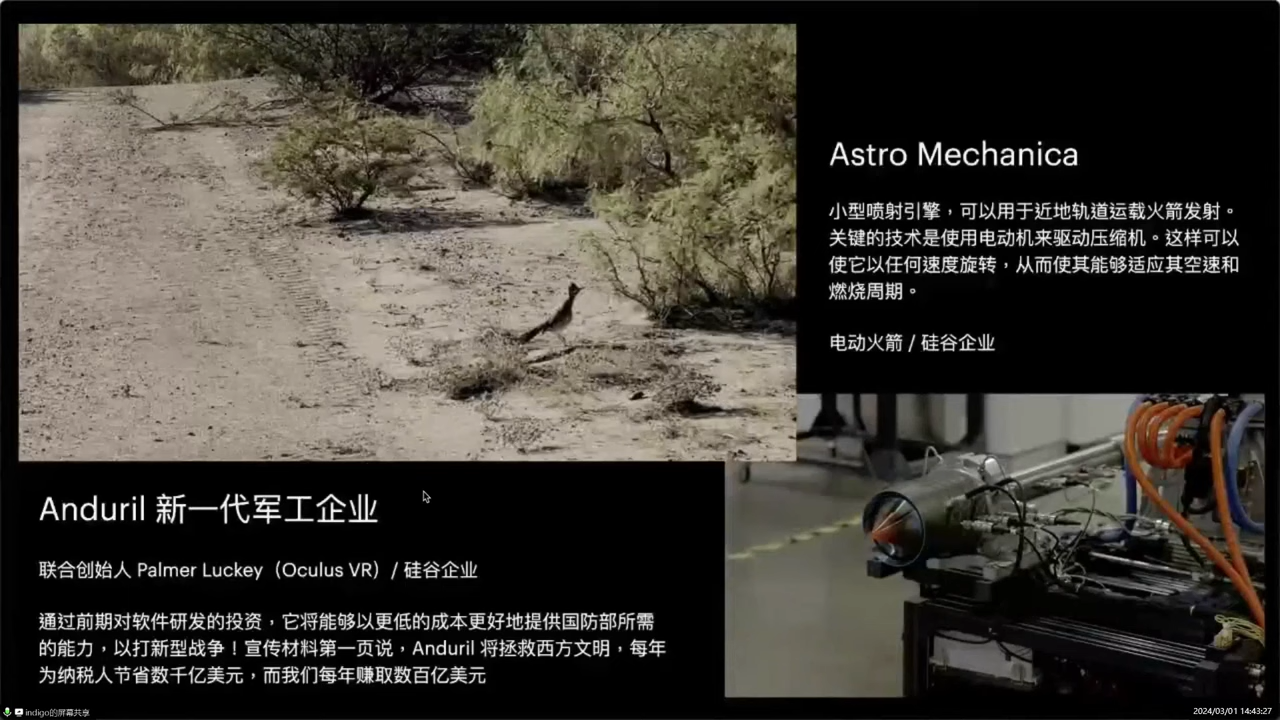 Astro Mechanica
小型喷射引擎，可以用于近地轨道运载火箭发射。
关键的技术是使用电动机来驱动压缩机。这样可以
使它以任何速度旋转，从而使其能够适应其空速和
燃烧周期。
电动火箭 / 硅谷企业
Anduril 新一代军工企业
联合创始人 Palmer Luckey（Oculus VR）/ 硅谷企业
通过前期对软件研发的投资，它将能够以更低的成本更好地提供国防部所需
的能力，以打新型战争！宣传材料第一页说，Anduril 将拯救西方文明，每年
为纳税人节省数千亿美元，而我们每年赚取数百亿美元
indigo的屏幕共享
2024/03/01 14:43:27